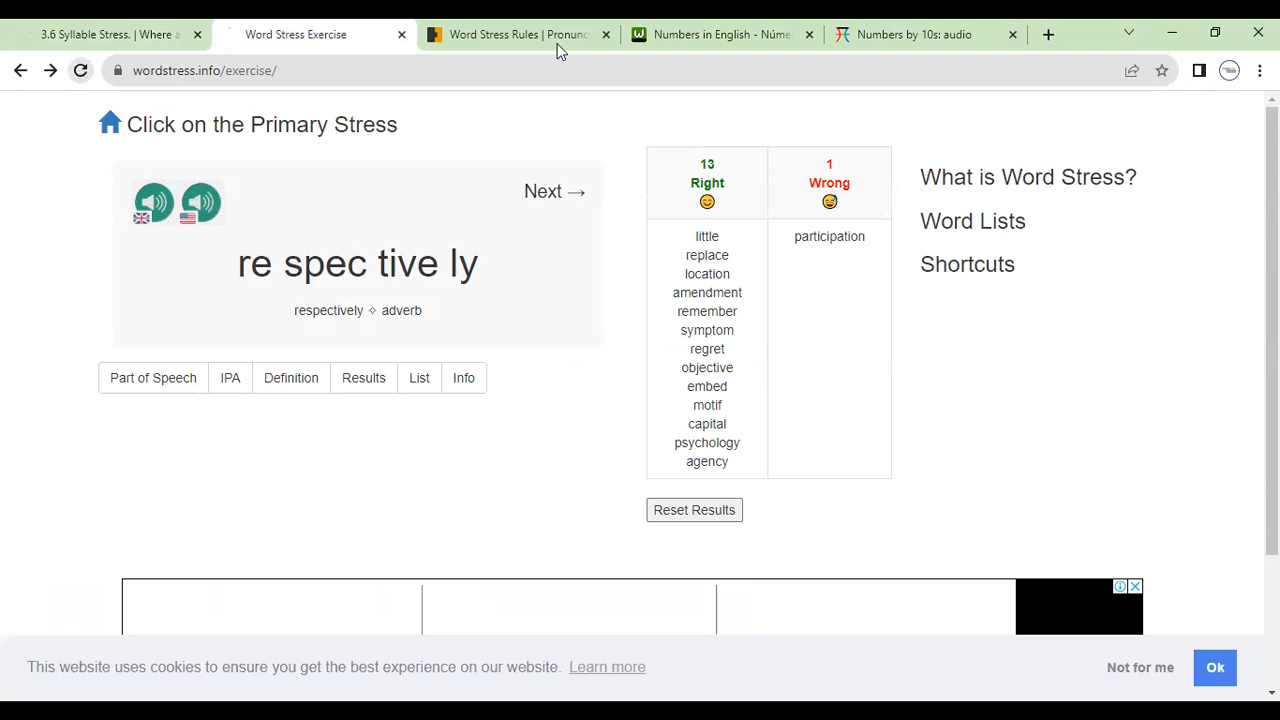 3.6 Syllable Stress. | Where a
Word Stress Exercise
Word Stress Rules | Pronunc
Numbers in English - Núme
Numbers by 10s: audio
wordstress.info/exercise/
Click on the Primary Stress
Next →
re spec tive ly
respectively ✧ adverb
Part of Speech
IPA
Definition
Results
List
Info
13
Right
little
replace
location
amendment
remember
symptom
regret
objective
embed
motif
capital
psychology
agency
1
Wrong
participation
Reset Results
What is Word Stress?
Word Lists
Shortcuts
This website uses cookies to ensure you get the best experience on our website. Learn more
Not for me
Ok